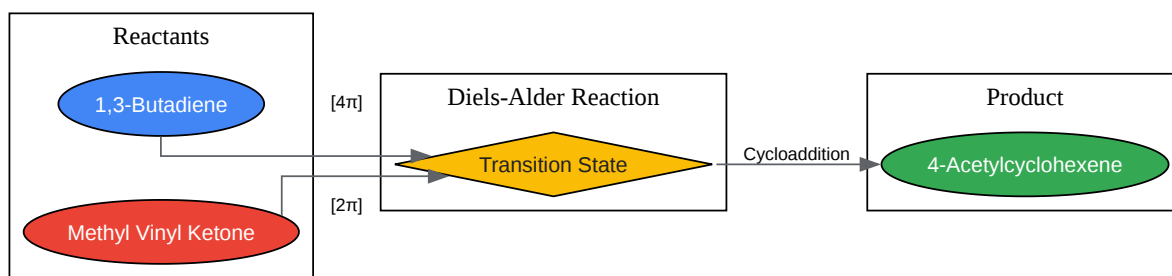 Reactants
1,3-Butadiene
Methyl Vinyl Ketone
[4π]
[2π]
Diels-Alder Reaction
Transition State
Cycloaddition
Product
4-Acetylcyclohexene